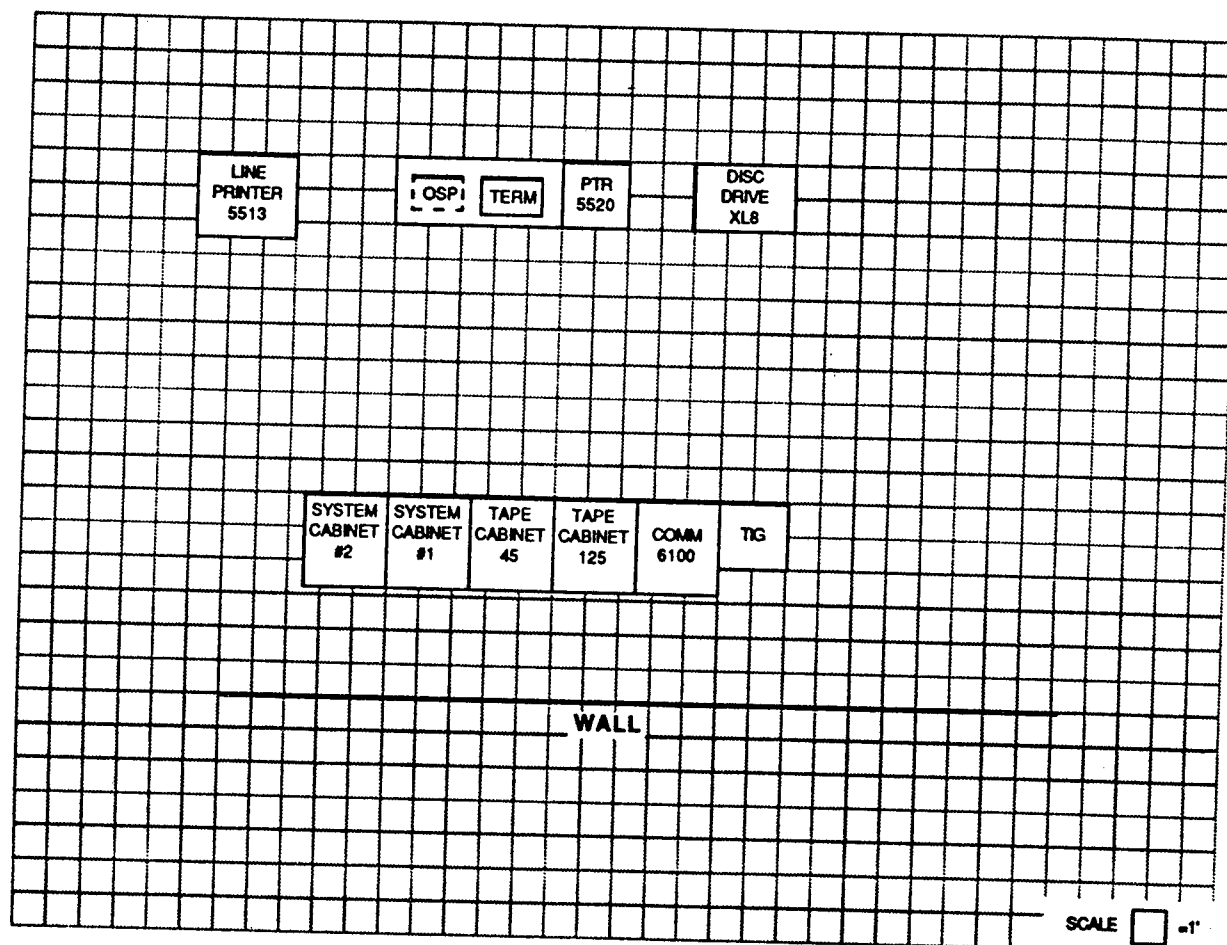 LINE
PRINTER
5513
OSP
TERM
PTR
5520
DISC
DRIVE
XL8
SYSTEM
CABINET
#2
SYSTEM
CABINET
#1
TAPE
CABINET
45
TAPE
CABINET
125
COMM
6100
TIG
WALL
SCALE =1'